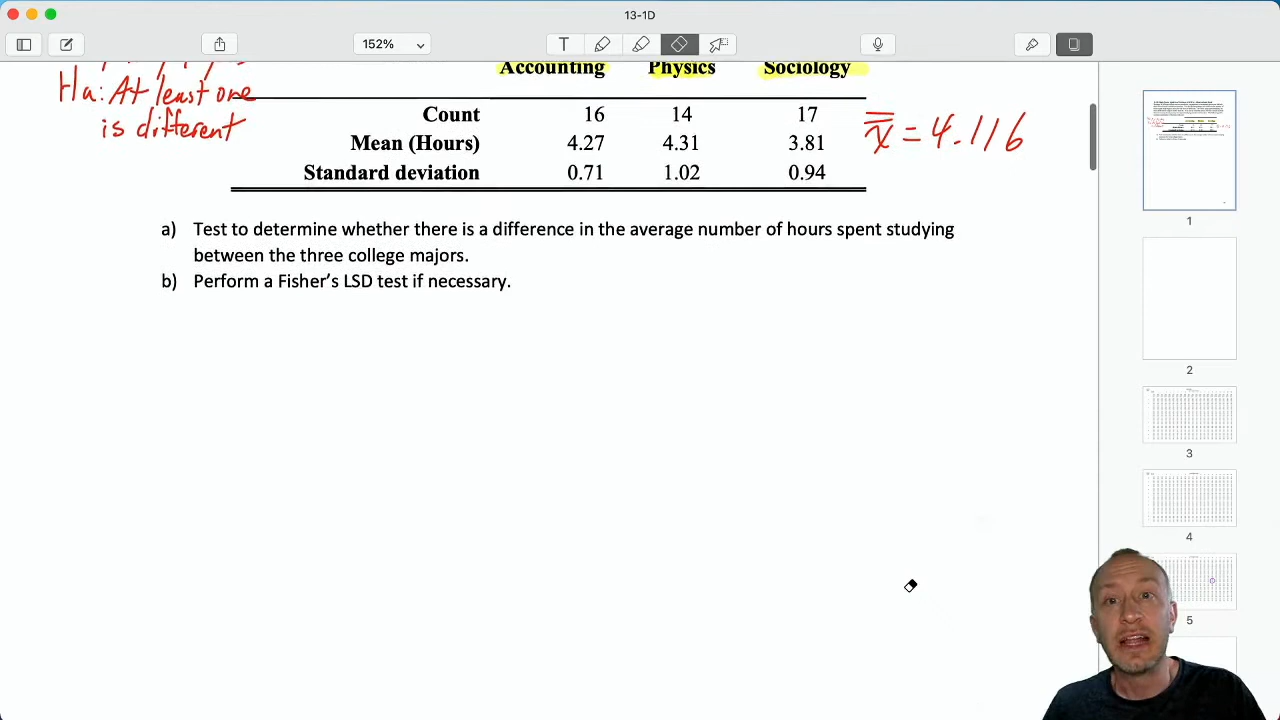 13-1D
152%
Accounting Physics Sociology
Ha: At least one
is different
Count 16 14 17
Mean (Hours) 4.27 4.31 3.81
Standard deviation 0.71 1.02 0.94
x = 4.116
a) Test to determine whether there is a difference in the average number of hours spent studying
between the three college majors.
b) Perform a Fisher's LSD test if necessary.
1
2
3
4
5